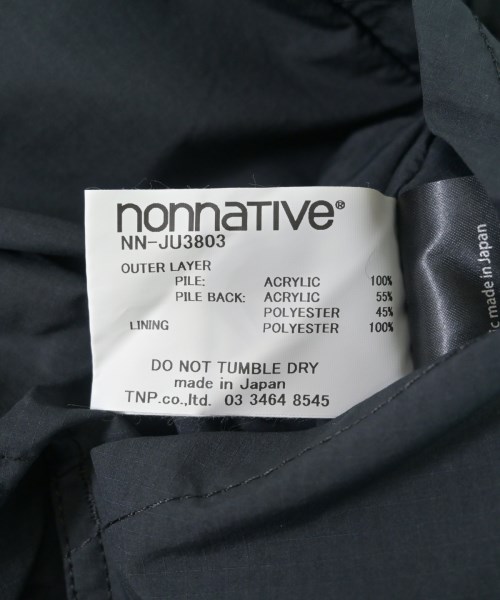 nonnative®
NN-JU3803
OUTER LAYER
PILE: ACRYLIC 100%
PILE BACK: ACRYLIC 55%
POLYESTER 45%
LINING POLYESTER 100%
DO NOT TUMBLE DRY
made in Japan
TNP.co,.ltd. 03 3464 8545
made in Japan